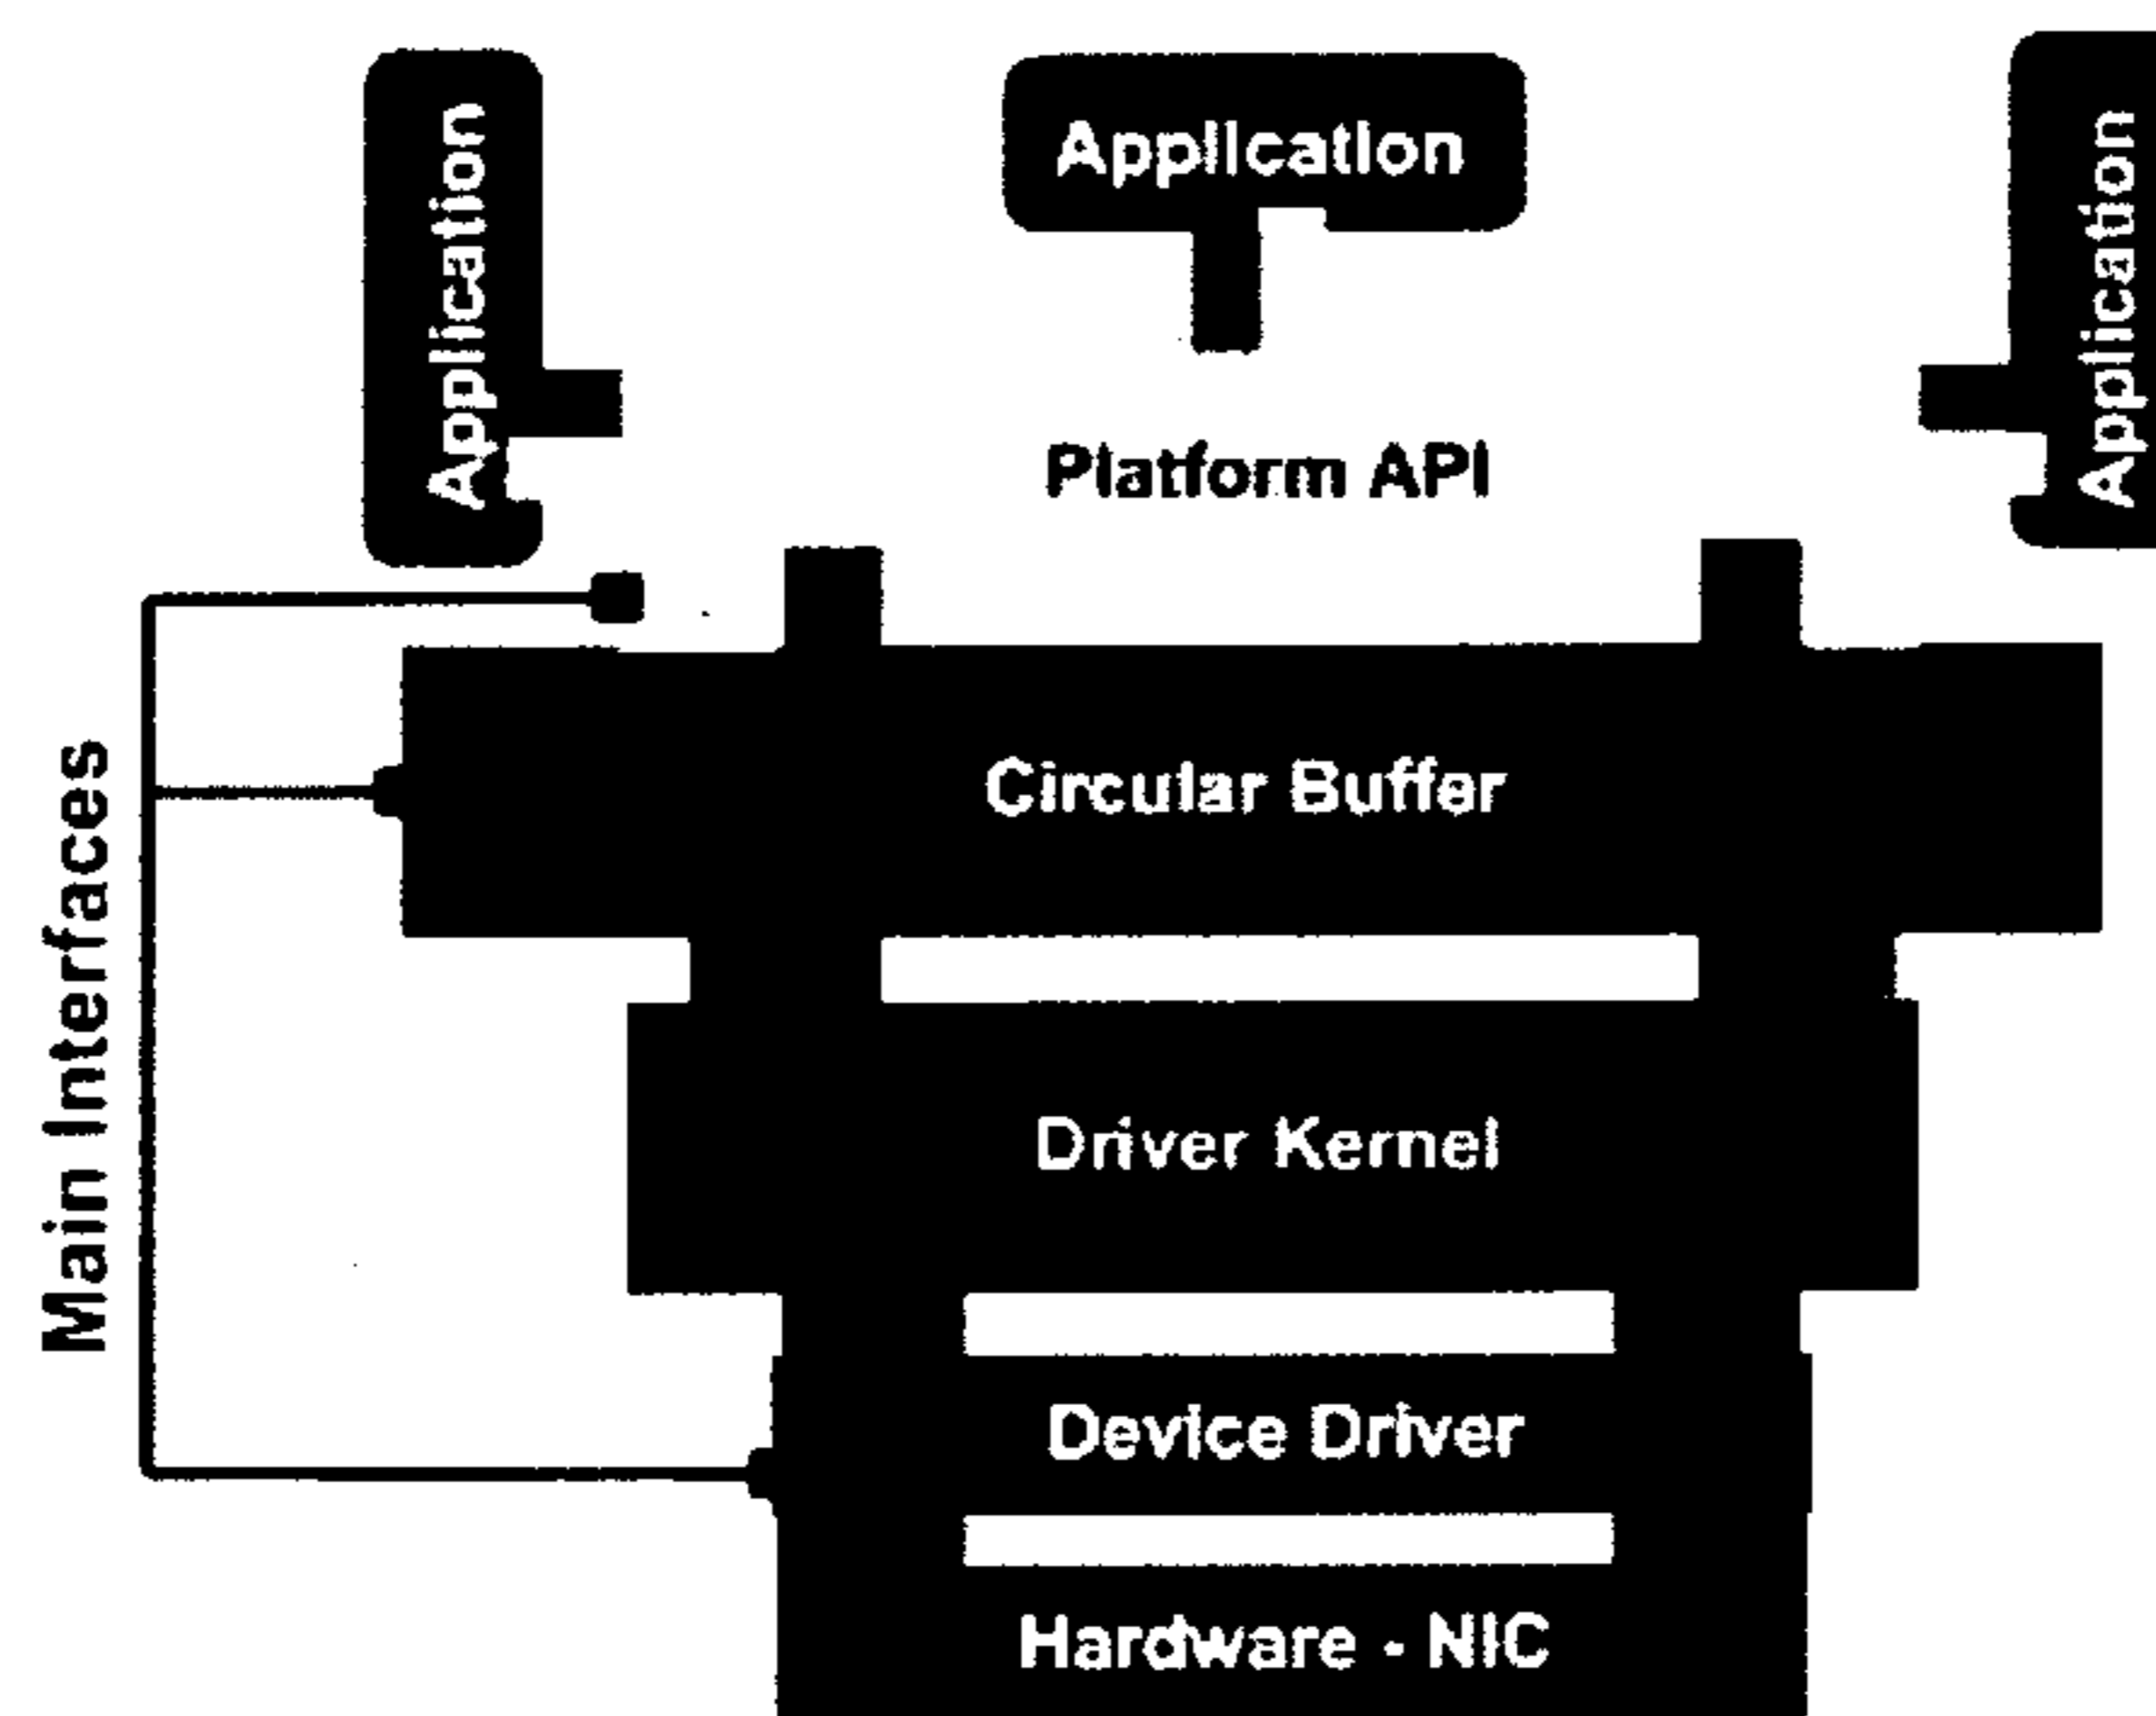 Application
Application
Application
Platform API
Main Interfaces
Circular Buffer
Driver Kernel
Device Driver
Hardware - NIC